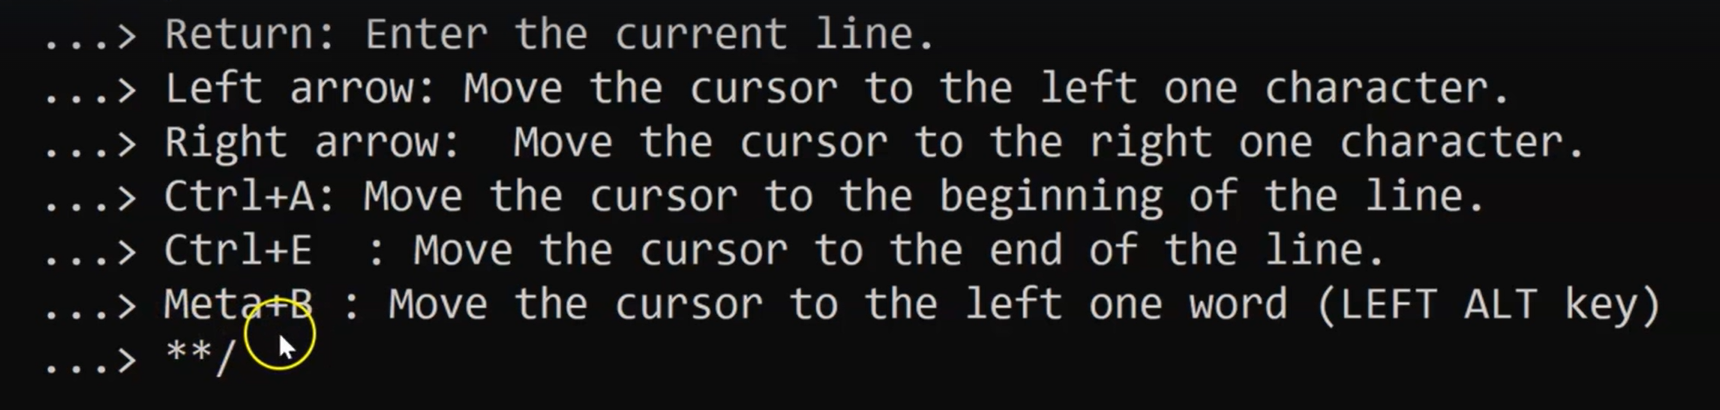 ...> Return: Enter the current line.
...> Left arrow: Move the cursor to the left one character.
...> Right arrow:  Move the cursor to the right one character.
...> Ctrl+A: Move the cursor to the beginning of the line.
...> Ctrl+E  : Move the cursor to the end of the line.
...> Meta+B : Move the cursor to the left one word (LEFT ALT key)
...> **/